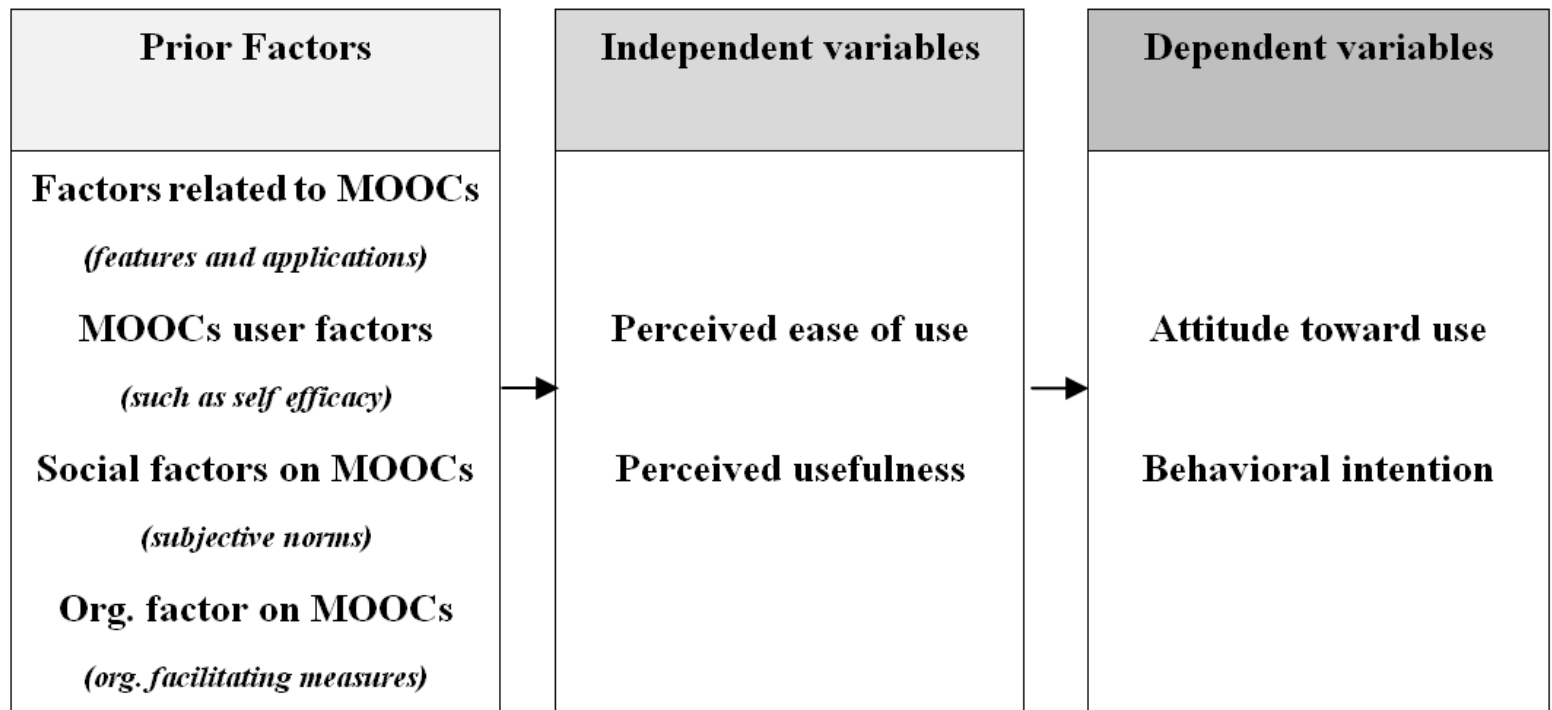 Prior Factors
Factors related to MOOCs
(features and applications)
MOOCs user factors
(such as self efficacy)
Social factors on MOOCs
(subjective norms)
Org. factor on MOOCs
(org. facilitating measures)
Independent variables
Perceived ease of use
Perceived usefulness
Dependent variables
Attitude toward use
Behavioral intention